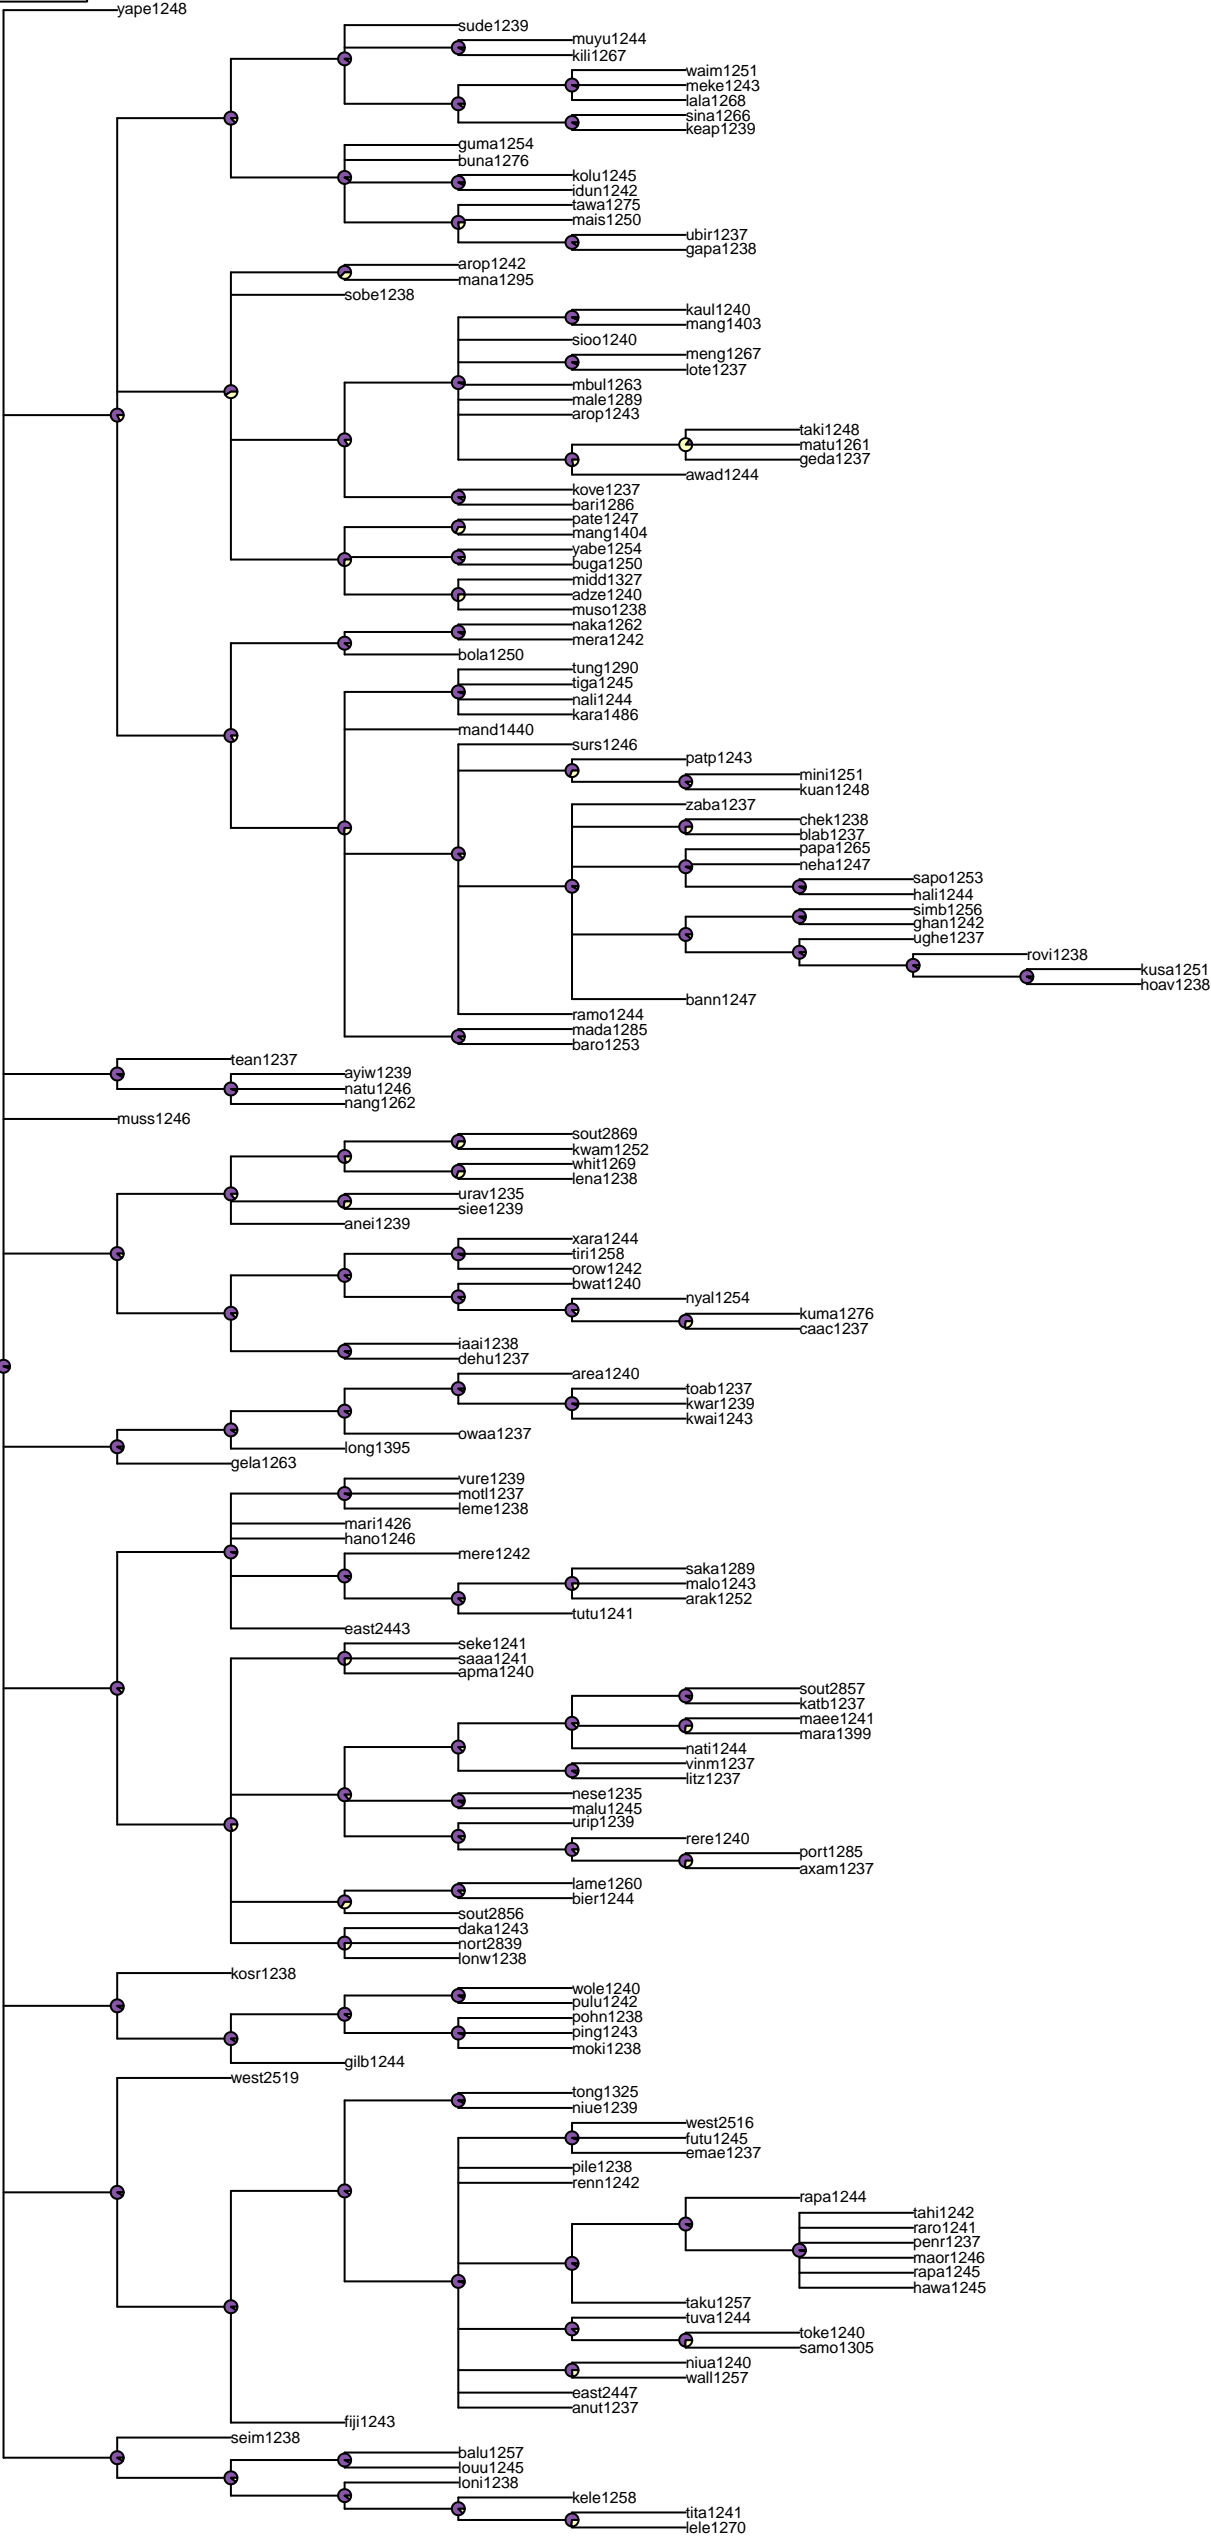 yape1248
sude1239
muyu1244
kili1267
waim1251
meke1243
lala1268
sina1266
keap1239
guma1254
buna1276
kolu1245
idun1242
tawa1275
mais1250
ubir1237
gapa1238
arop1242
mana1295
sobe1238
kaul1240
mang1403
sioo1240
meng1267
lote1237
mbul1263
male1289
arop1243
taki1248
matu1261
geda1237
awad1244
kove1237
bari1286
pate1247
mang1404
yabe1254
buga1250
midd1327
adze1240
muso1238
naka1262
mera1242
bola1250
tung1290
tiga1245
nali1244
kara1486
mand1440
surs1246
patp1243
mini1251
kuan1248
zaba1237
chek1238
blab1237
papa1265
neha1247
sapo1253
hali1244
simb1256
ghan1242
ughe1237
rovi1238
kusa1251
hoav1238
bann1247
ramo1244
mada1285
baro1253
tean1237
ayiw1239
natu1246
nang1262
muss1246
sout2869
kwam1252
whit1269
lena1238
urav1235
siee1239
anei1239
xara1244
tiri1258
orow1242
bwat1240
nyal1254
kuma1276
caac1237
iaai1238
dehu1237
area1240
toab1237
kwar1239
kwai1243
owaa1237
long1395
gela1263
vure1239
motl1237
leme1238
mari1426
hano1246
mere1242
saka1289
malo1243
arak1252
tutu1241
east2443
seke1241
saaa1241
apma1240
sout2857
katb1237
maee1241
mara1399
nati1244
vinm1237
litz1237
nese1235
malu1245
urip1239
rere1240
port1285
axam1237
lame1260
bier1244
sout2856
daka1243
nort2839
lonw1238
kosr1238
wole1240
pulu1242
pohn1238
ping1243
moki1238
gilb1244
west2519
tong1325
niue1239
west2516
futu1245
emae1237
pile1238
renn1242
rapa1244
tahi1242
raro1241
penr1237
maor1246
rapa1245
hawa1245
taku1257
tuva1244
toke1240
samo1305
niua1240
wall1257
east2447
anut1237
fiji1243
seim1238
balu1257
louu1245
loni1238
kele1258
tita1241
lele1270